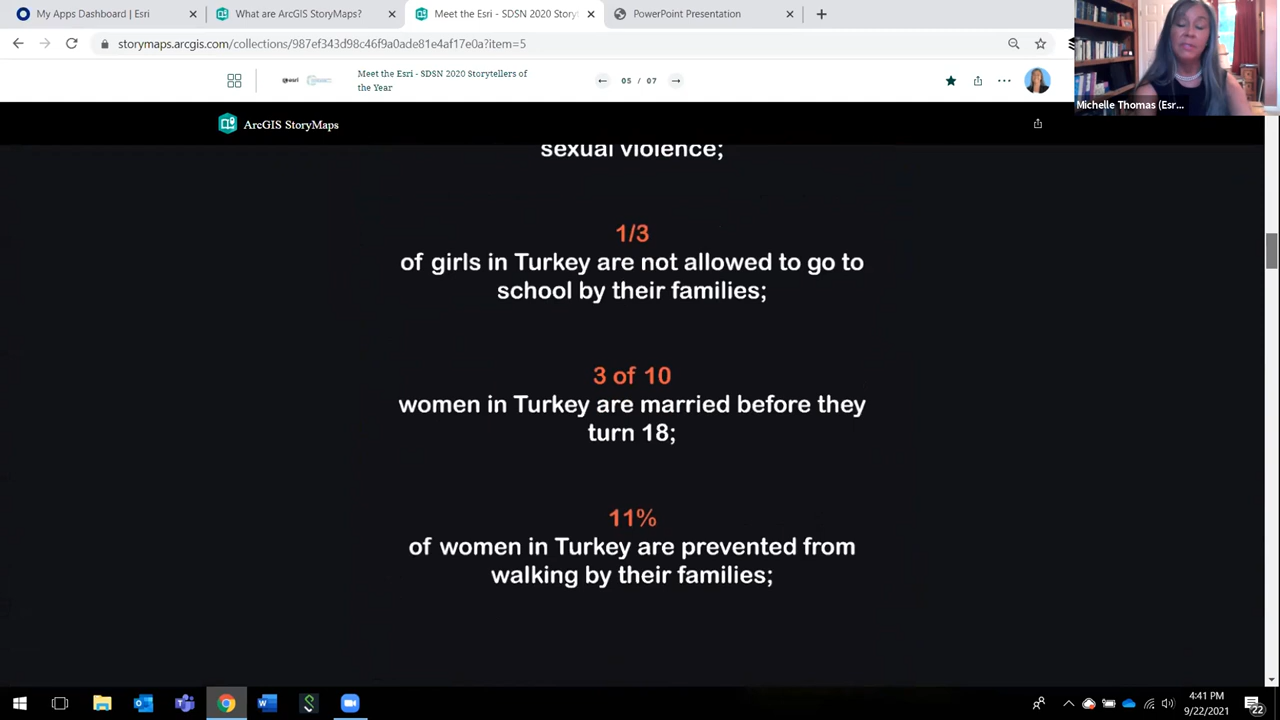 My Apps Dashboard | Esri
What are ArcGIS StoryMaps?
Meet the Esri - SDSN 2020 Story
PowerPoint Presentation
storymaps.arcgis.com/collections/987ef343d98c46f9a0ade81e4af17e0a?item=5
esri
Meet the Esri - SDSN 2020 Storytellers of
the Year
05 / 07
Michelle Thomas (Esr...
ArcGIS StoryMaps
sexual violence;
1/3
of girls in Turkey are not allowed to go to
school by their families;
3 of 10
women in Turkey are married before they
turn 18;
11%
of women in Turkey are prevented from
walking by their families;
4:41 PM
9/22/2021
22